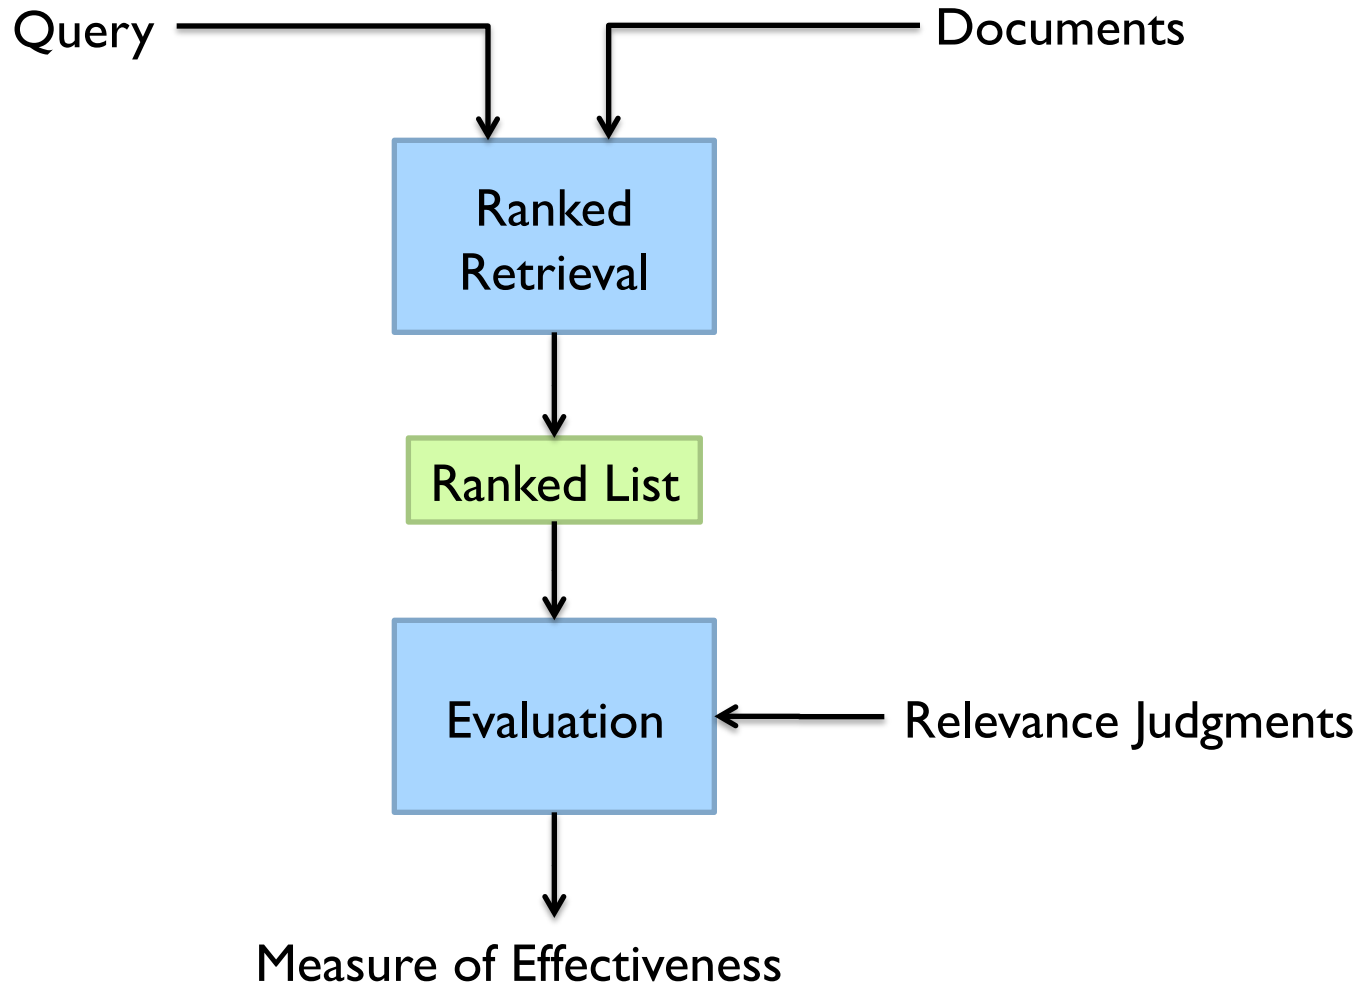 Query
Documents
Ranked
Retrieval
Ranked List
Evaluation
Relevance Judgments
Measure of Effectiveness